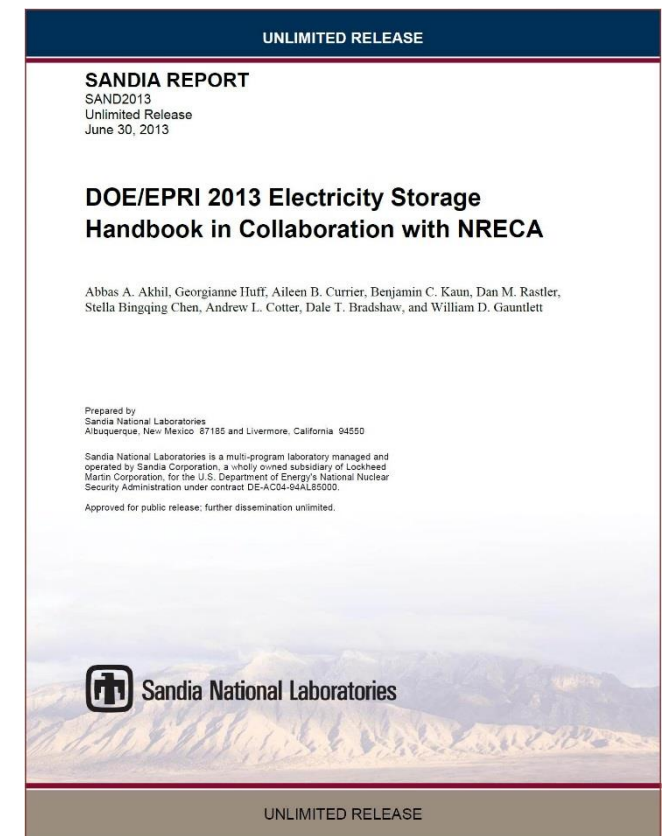 UNLIMITED RELEASE
SANDIA REPORT
SAND2013
Unlimited Release
June 30, 2013
DOE/EPRI 2013 Electricity Storage
Handbook in Collaboration with NRECA
Abbas A. Akhil, Georgianne Huff, Aileen B. Currier, Benjamin C. Kaun, Dan M. Rastler,
Stella Bingqing Chen, Andrew L. Cotter, Dale T. Bradshaw, and William D. Gauntlett
Prepared by
Sandia National Laboratories
Albuquerque, New Mexico 87185 and Livermore, California 94550
Sandia National Laboratories is a multi-program laboratory managed and
operated by Sandia Corporation, a wholly owned subsidiary of Lockheed
Martin Corporation, for the U.S. Department of Energy's National Nuclear
Security Administration under contract DE-AC04-94AL85000.
Approved for public release; further dissemination unlimited.
Sandia National Laboratories
UNLIMITED RELEASE